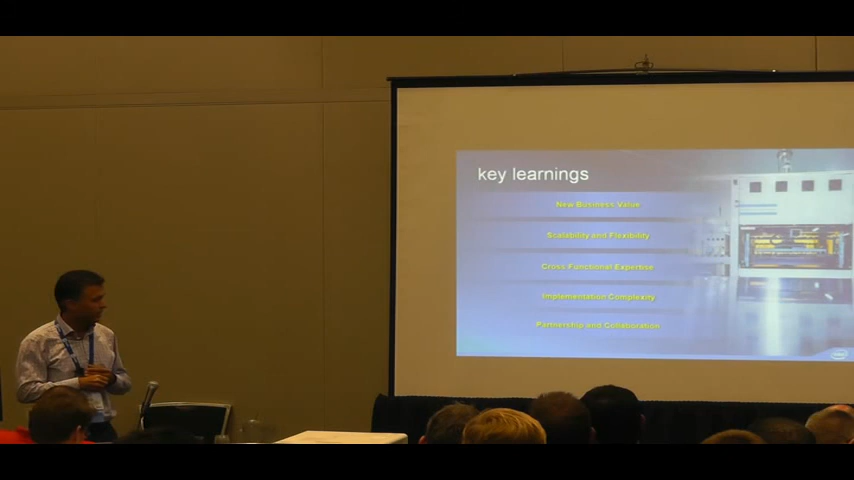 key learnings
New Business Value
Scalability and Flexibility
Cross Functional Expertise
Implementation Complexity
Partnership and Collaboration